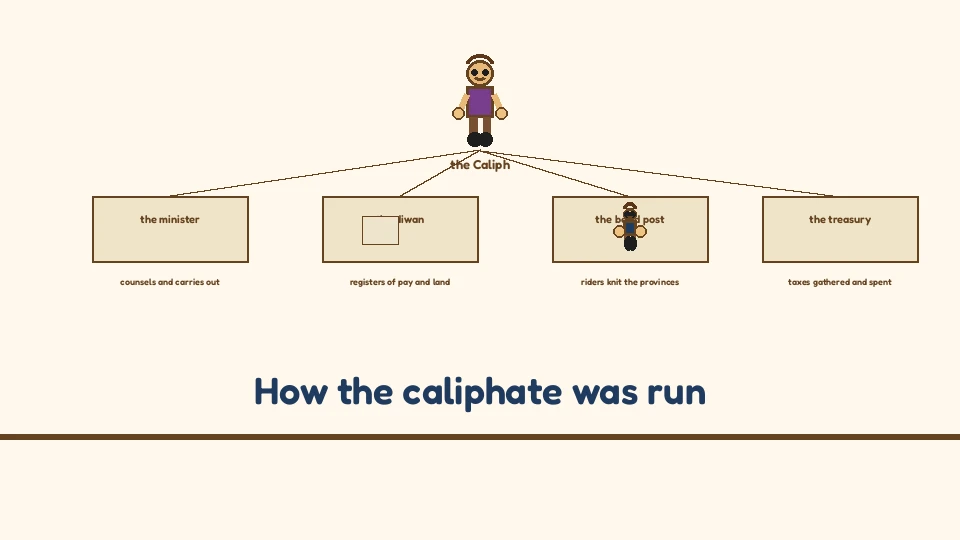 the Caliph
the minister
diwan
the post
the treasury
counsels and carries out
registers of pay and land
riders knit the provinces
taxes gathered and spent
How the caliphate was run